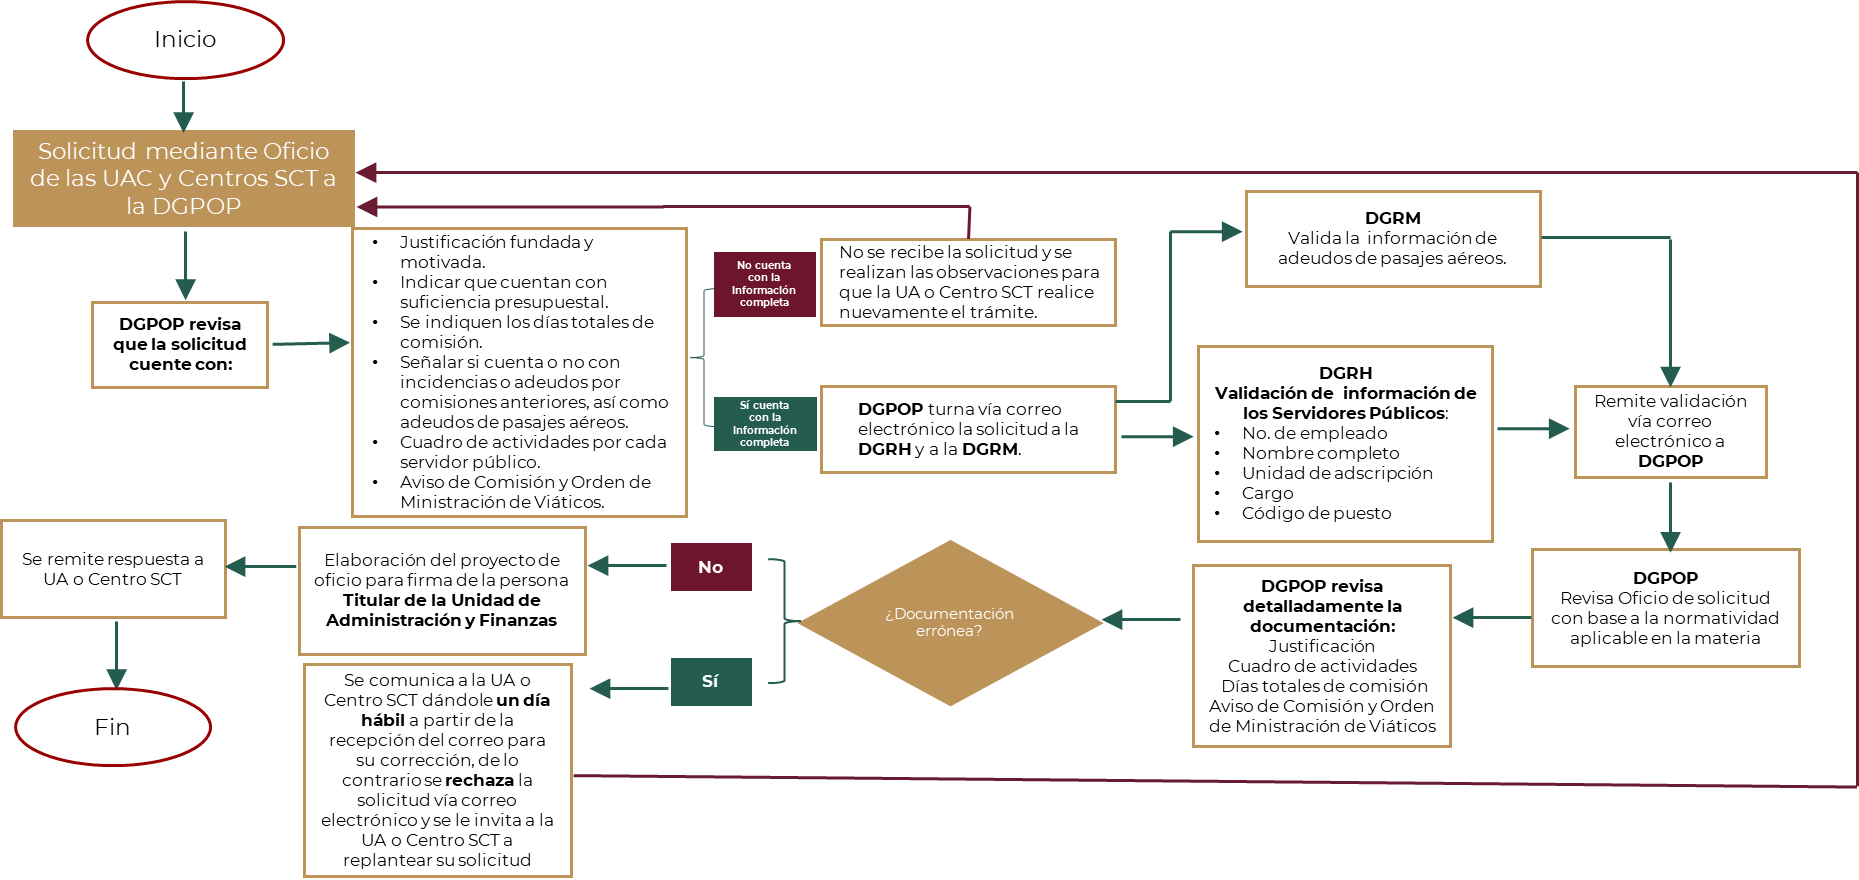 Inicio
Solicitud mediante Oficio
de las UAC y Centros SCT a
la DGPOP
DGPOP revisa
que la solicitud
cuente con:
• Justificación fundada y
motivada.
• Indicar que cuentan con
suficiencia presupuestal.
• Se indiquen los días totales de
comisión.
• Señalar si cuenta o no con
incidencias o adeudos por
comisiones anteriores, así como
adeudos de pasajes aéreos.
• Cuadro de actividades por cada
servidor público.
• Aviso de Comisión y Orden de
Ministración de Viáticos.
No cuenta
con la
Información
completa
No se recibe la solicitud y se
realizan las observaciones para
que la UA o Centro SCT realice
nuevamente el trámite.
Sí cuenta
con la
Información
completa
DGPOP turna vía correo
electrónico la solicitud a la
DGRH y a la DGRM.
DGRM
Valida la información de
adeudos de pasajes aéreos.
DGRH
Validación de información de
los Servidores Públicos:
• No. de empleado
• Nombre completo
• Unidad de adscripción
• Cargo
• Código de puesto
Remite validación
vía correo
electrónico a
DGPOP
DGPOP
Revisa Oficio de solicitud
con base a la normatividad
aplicable en la materia
DGPOP revisa
detalladamente la
documentación:
Justificación
Cuadro de actividades
Días totales de comisión
Aviso de Comisión y Orden
de Ministración de Viáticos
¿Documentación
errónea?
No
Elaboración del proyecto de
oficio para firma de la persona
Titular de la Unidad de
Administración y Finanzas
Se remite respuesta a
UA o Centro SCT
Fin
Sí
Se comunica a la UA o
Centro SCT dándole un día
hábil a partir de la
recepción del correo para
su corrección, de lo
contrario se rechaza la
solicitud vía correo
electrónico y se le invita a la
UA o Centro SCT a
replantear su solicitud